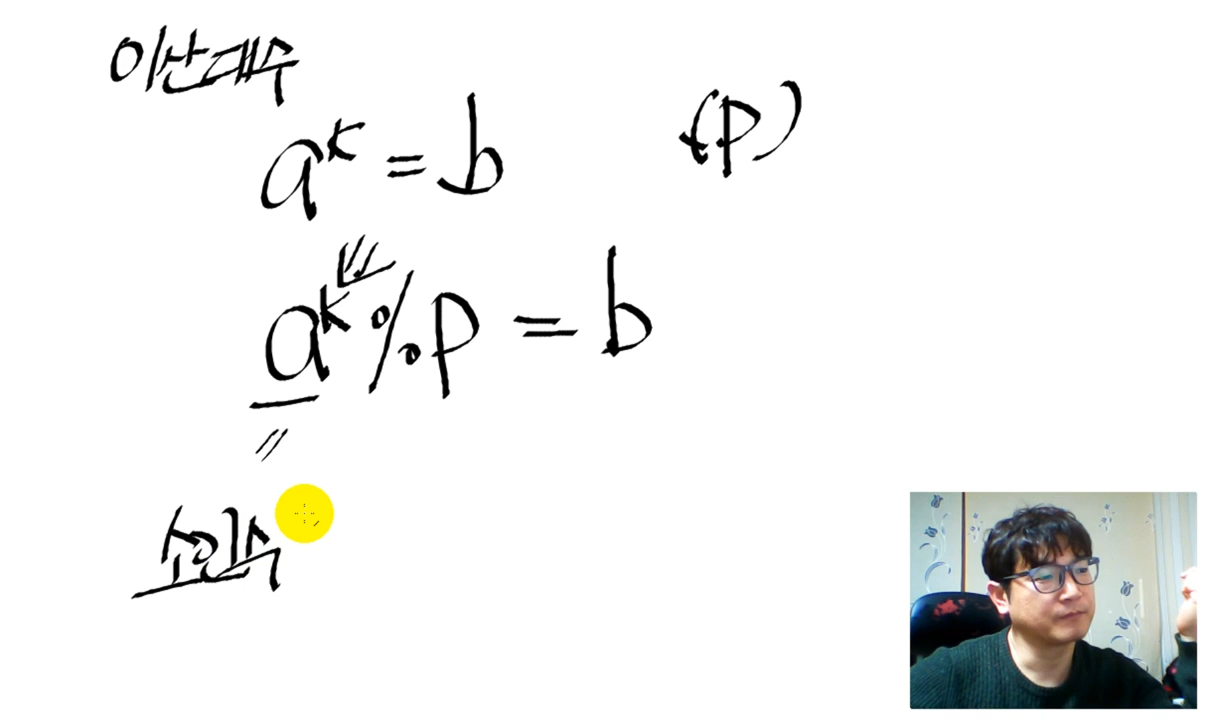 이산대수
a^k = b (p)
a^k % p = b
소인수